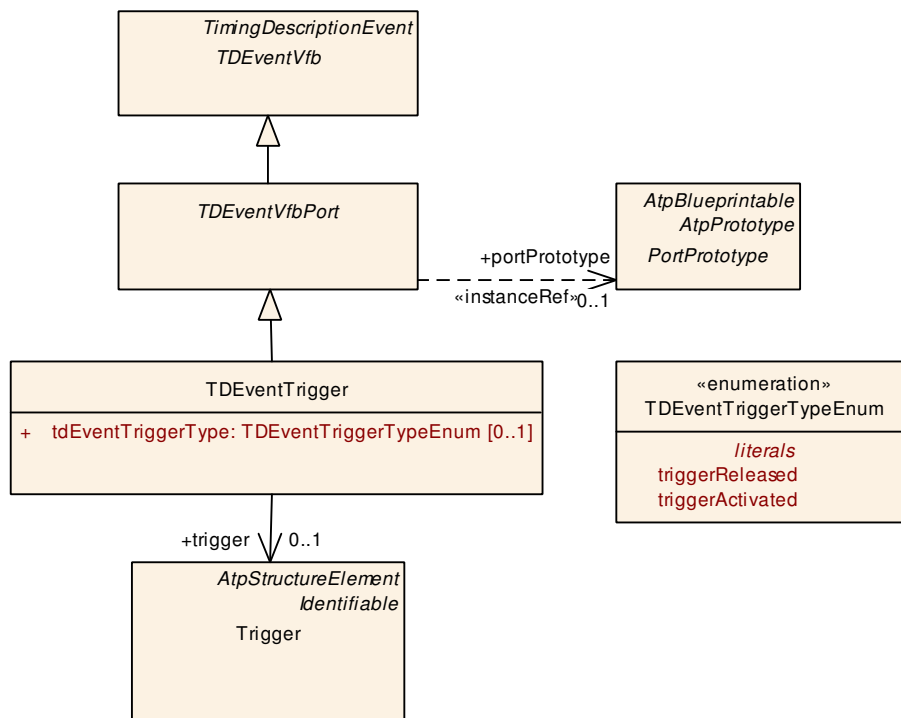 TimingDescriptionEvent
TDEventVfb
TDEventVfbPort
AtpBlueprintable
AtpPrototype
PortPrototype
+portPrototype
«instanceRef» 0..1
TDEventTrigger
+ tdEventTriggerType: TDEventTriggerTypeEnum [0..1]
«enumeration»
TDEventTriggerTypeEnum
literals
triggerReleased
triggerActivated
+trigger 0..1
AtpStructureElement
Identifiable
Trigger